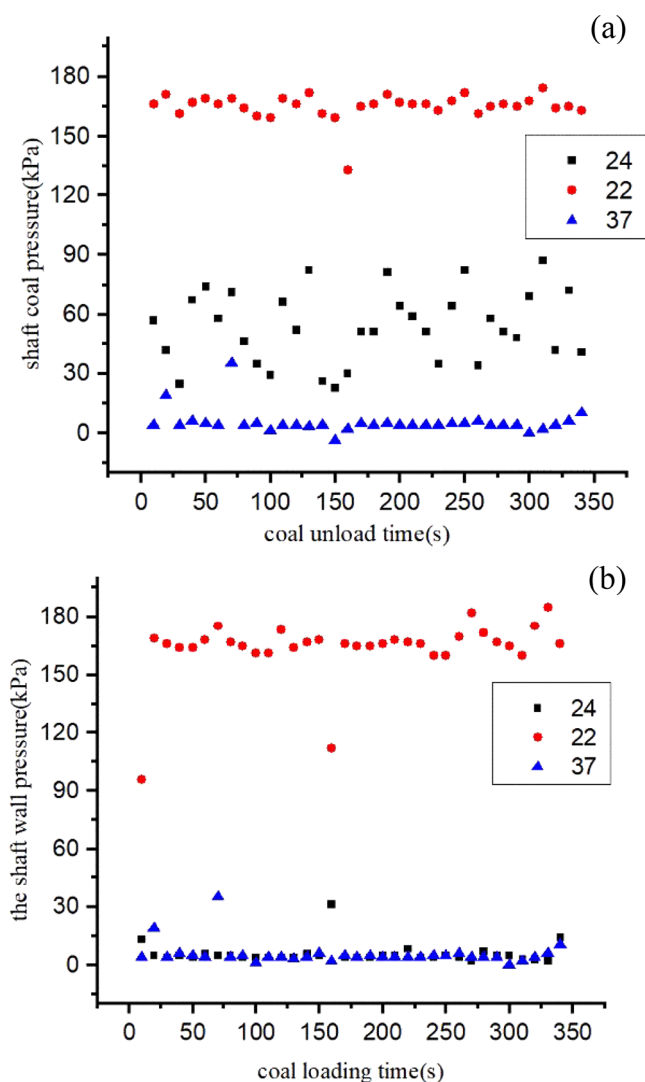 (a)
shaft coal pressure(kPa)
180
150
120
90
60
30
0
24
22
37
0 50 100 150 200 250 300 350
coal unload time(s)
(b)
the shaft wall pressure(kPa)
180
150
120
90
60
30
0
24
22
37
0 50 100 150 200 250 300 350
coal loading time(s)